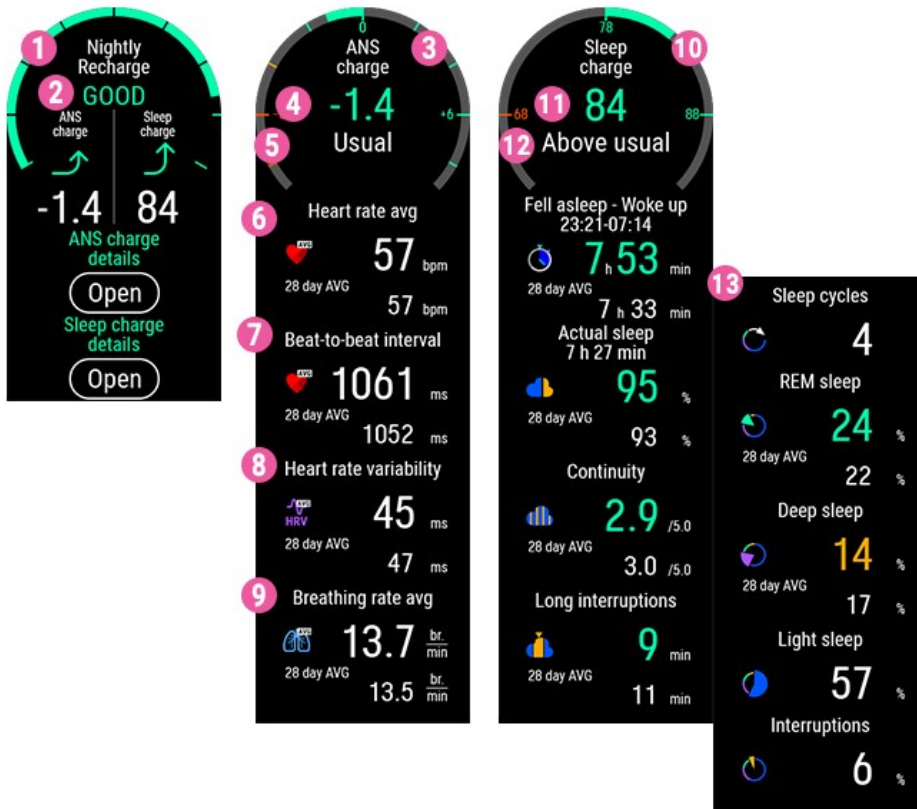 1
Nightly
Recharge
2
GOOD
ANS
charge
Sleep
charge
-1.4
84
ANS charge
details
Open
Sleep charge
details
Open
0
3
ANS
charge
4
-1.4
+6
5
Usual
6
Heart rate avg
AVG
57 bpm
28 day AVG
57 bpm
7
Beat-to-beat interval
AVG
1061 ms
28 day AVG
1052 ms
8
Heart rate variability
AVG
HRV
45 ms
28 day AVG
47 ms
9
Breathing rate avg
AVG
13.7 br./min
28 day AVG
13.5 br./min
78
10
Sleep
charge
68
11
84
88
12
Above usual
Fell asleep - Woke up
23:21-07:14
7 h 53 min
28 day AVG
7 h 33 min
Actual sleep
7 h 27 min
95 %
28 day AVG
93 %
Continuity
2.9 /5.0
28 day AVG
3.0 /5.0
Long interruptions
9 min
28 day AVG
11 min
13
Sleep cycles
4
REM sleep
24 %
28 day AVG
22 %
Deep sleep
14 %
28 day AVG
17 %
Light sleep
57 %
Interruptions
6 %